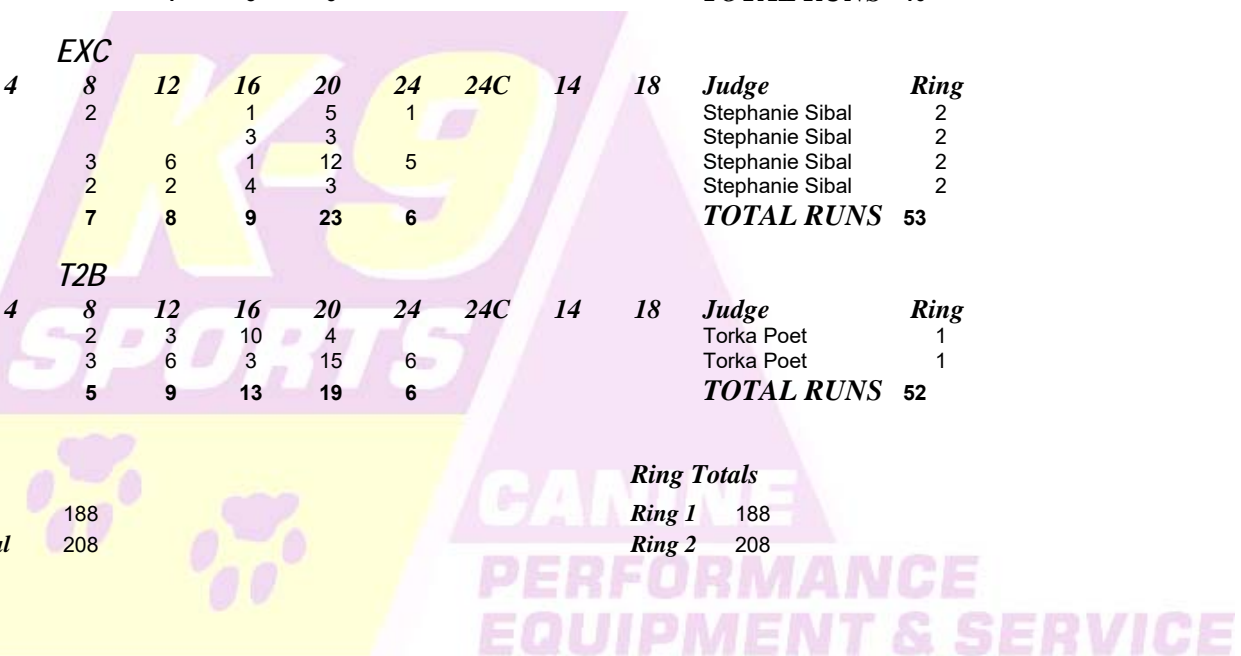 EXC
4 8 12 16 20 24 24C 14 18 Judge Ring
2 1 5 1 Stephanie Sibal 2
3 3 Stephanie Sibal 2
3 6 1 12 5 Stephanie Sibal 2
2 2 4 3 Stephanie Sibal 2
7 8 9 23 6 TOTAL RUNS 53
T2B
4 8 12 16 20 24 24C 14 18 Judge Ring
2 3 10 4 Torka Poet 1
3 6 3 15 6 Torka Poet 1
5 9 13 19 6 TOTAL RUNS 52
Ring Totals
188 Ring 1 188
208 Ring 2 208
K-9
SPORTS
CANINE
PERFORMANCE
EQUIPMENT & SERVICE